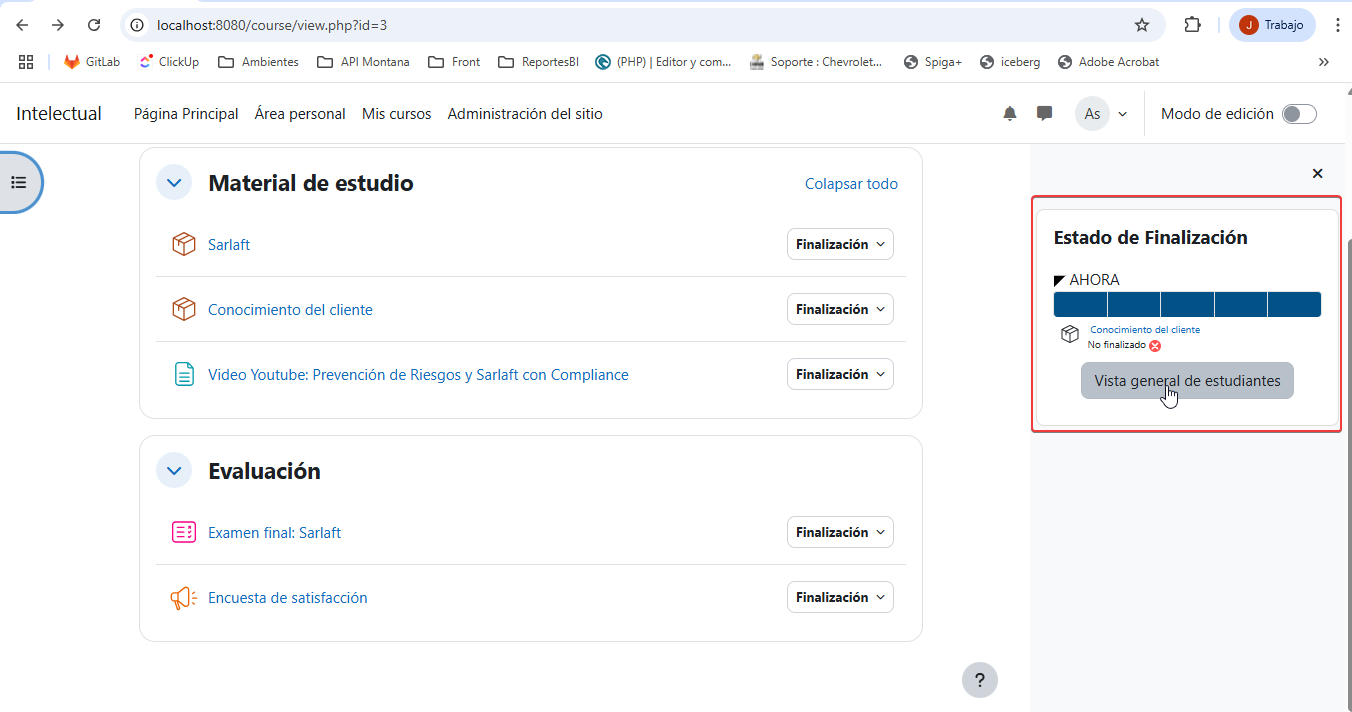 localhost:8080/course/view.php?id=3
J Trabajo
GitLab ClickUp Ambientes API Montana Front ReportesBI (PHP) | Editor y com... Soporte : Chevrolet... Spiga+ iceberg Adobe Acrobat »
Intelectual Página Principal Área personal Mis cursos Administración del sitio As Modo de edición
Material de estudio Colapsar todo
Sarlaft Finalización
Conocimiento del cliente Finalización
Video Youtube: Prevención de Riesgos y Sarlaft con Compliance Finalización
Evaluación
Examen final: Sarlaft Finalización
Encuesta de satisfacción Finalización
Estado de Finalización
AHORA
Conocimiento del cliente
No finalizado
Vista general de estudiantes
?